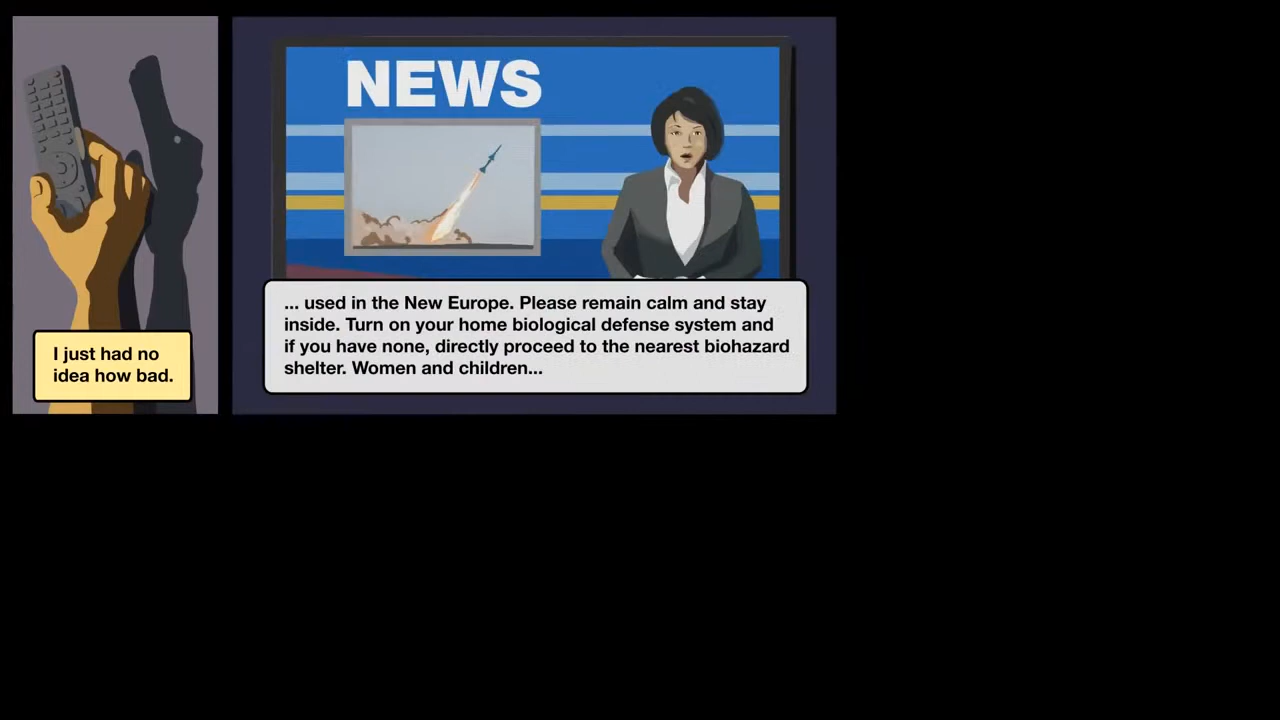 I just had no
idea how bad.
NEWS
... used in the New Europe. Please remain calm and stay
inside. Turn on your home biological defense system and
if you have none, directly proceed to the nearest biohazard
shelter. Women and children...